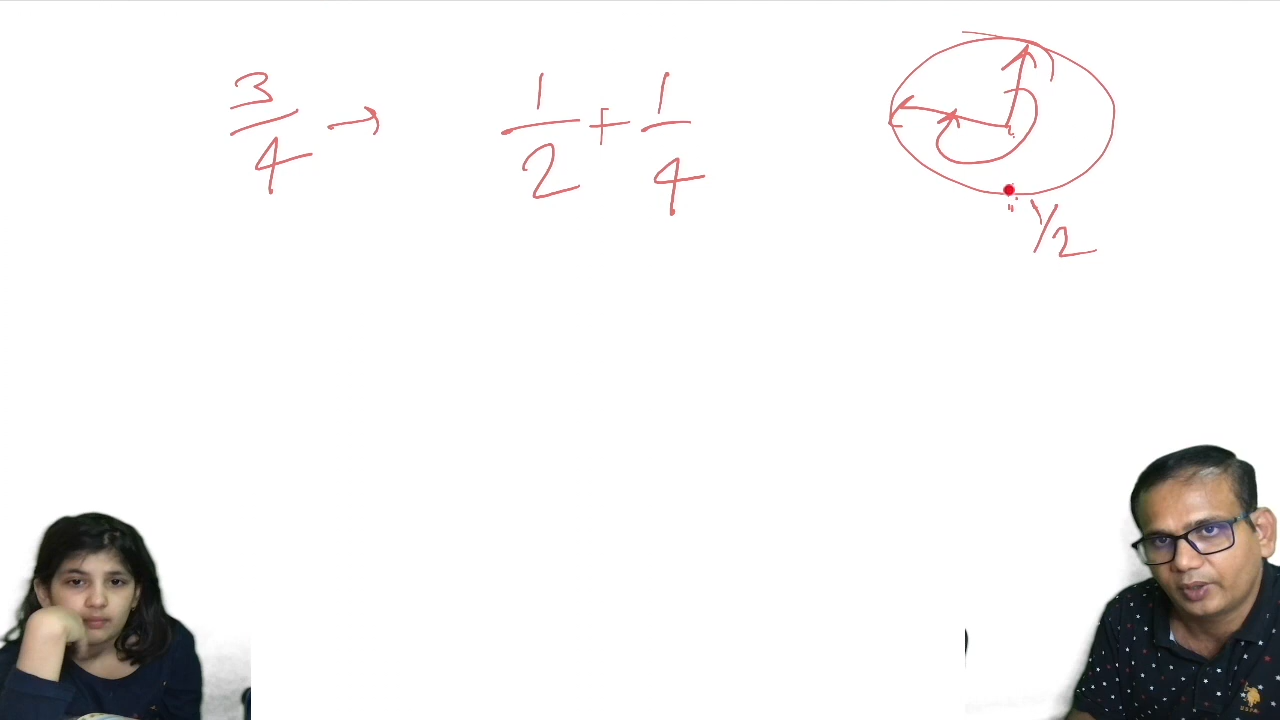 3/4 → 1/2 + 1/4
1/2